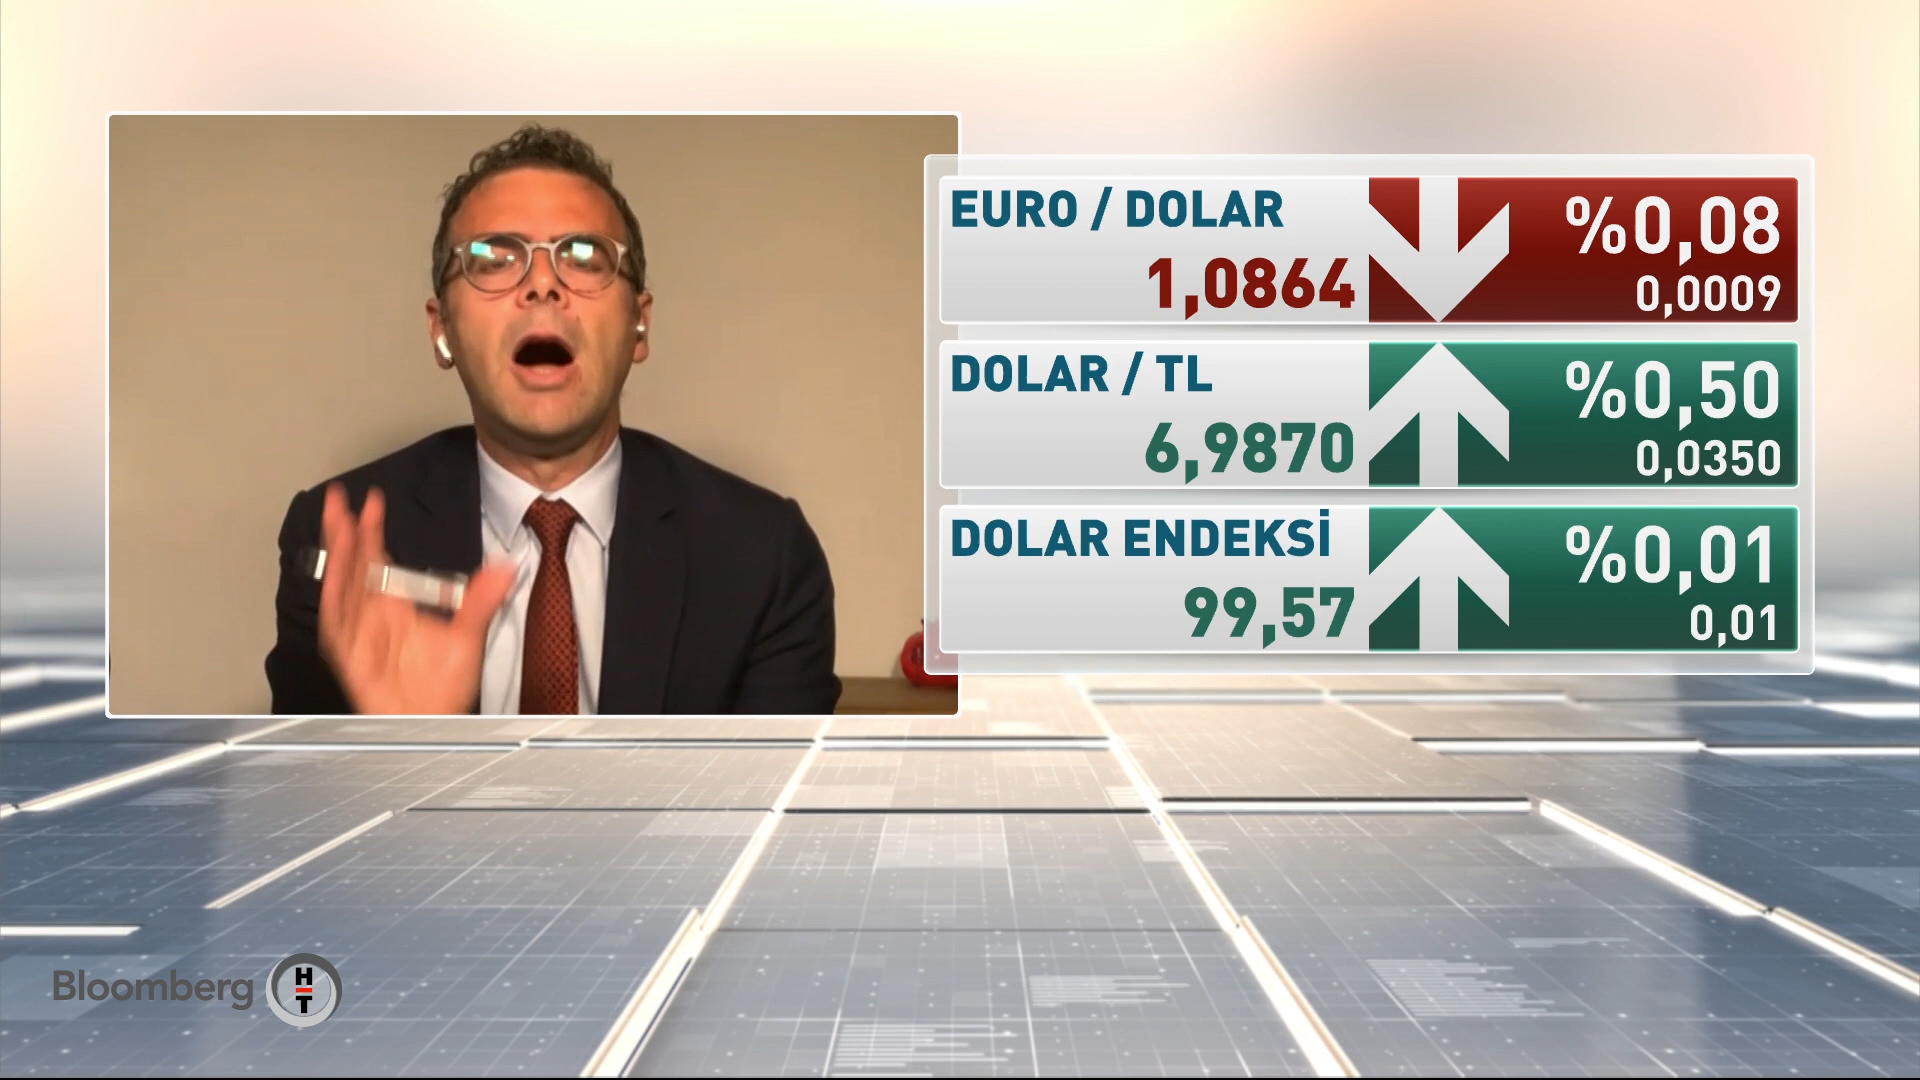 EURO / DOLAR
1,0864
%0,08
0,0009
DOLAR / TL
6,9870
%0,50
0,0350
DOLAR ENDEKSİ
99,57
%0,01
0,01
Bloomberg HT